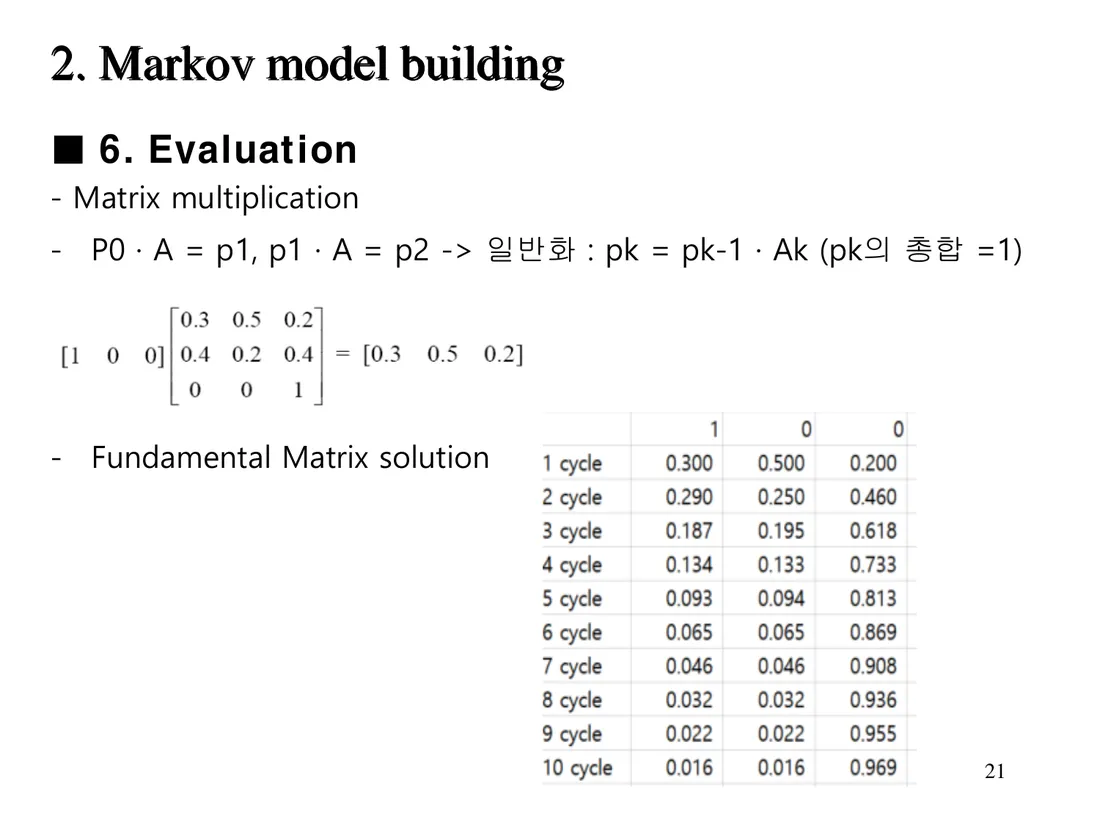 2. Markov model building
■ 6. Evaluation
- Matrix multiplication
- P0 · A = p1, p1 · A = p2 -> 일반화 : pk = pk-1 · Ak (pk의 총합 =1)
0.3 0.5 0.2
[1 0 0] 0.4 0.2 0.4 = [0.3 0.5 0.2]
0 0 1
- Fundamental Matrix solution
1 0 0
1 cycle 0.300 0.500 0.200
2 cycle 0.290 0.250 0.460
3 cycle 0.187 0.195 0.618
4 cycle 0.134 0.133 0.733
5 cycle 0.093 0.094 0.813
6 cycle 0.065 0.065 0.869
7 cycle 0.046 0.046 0.908
8 cycle 0.032 0.032 0.936
9 cycle 0.022 0.022 0.955
10 cycle 0.016 0.016 0.969
21